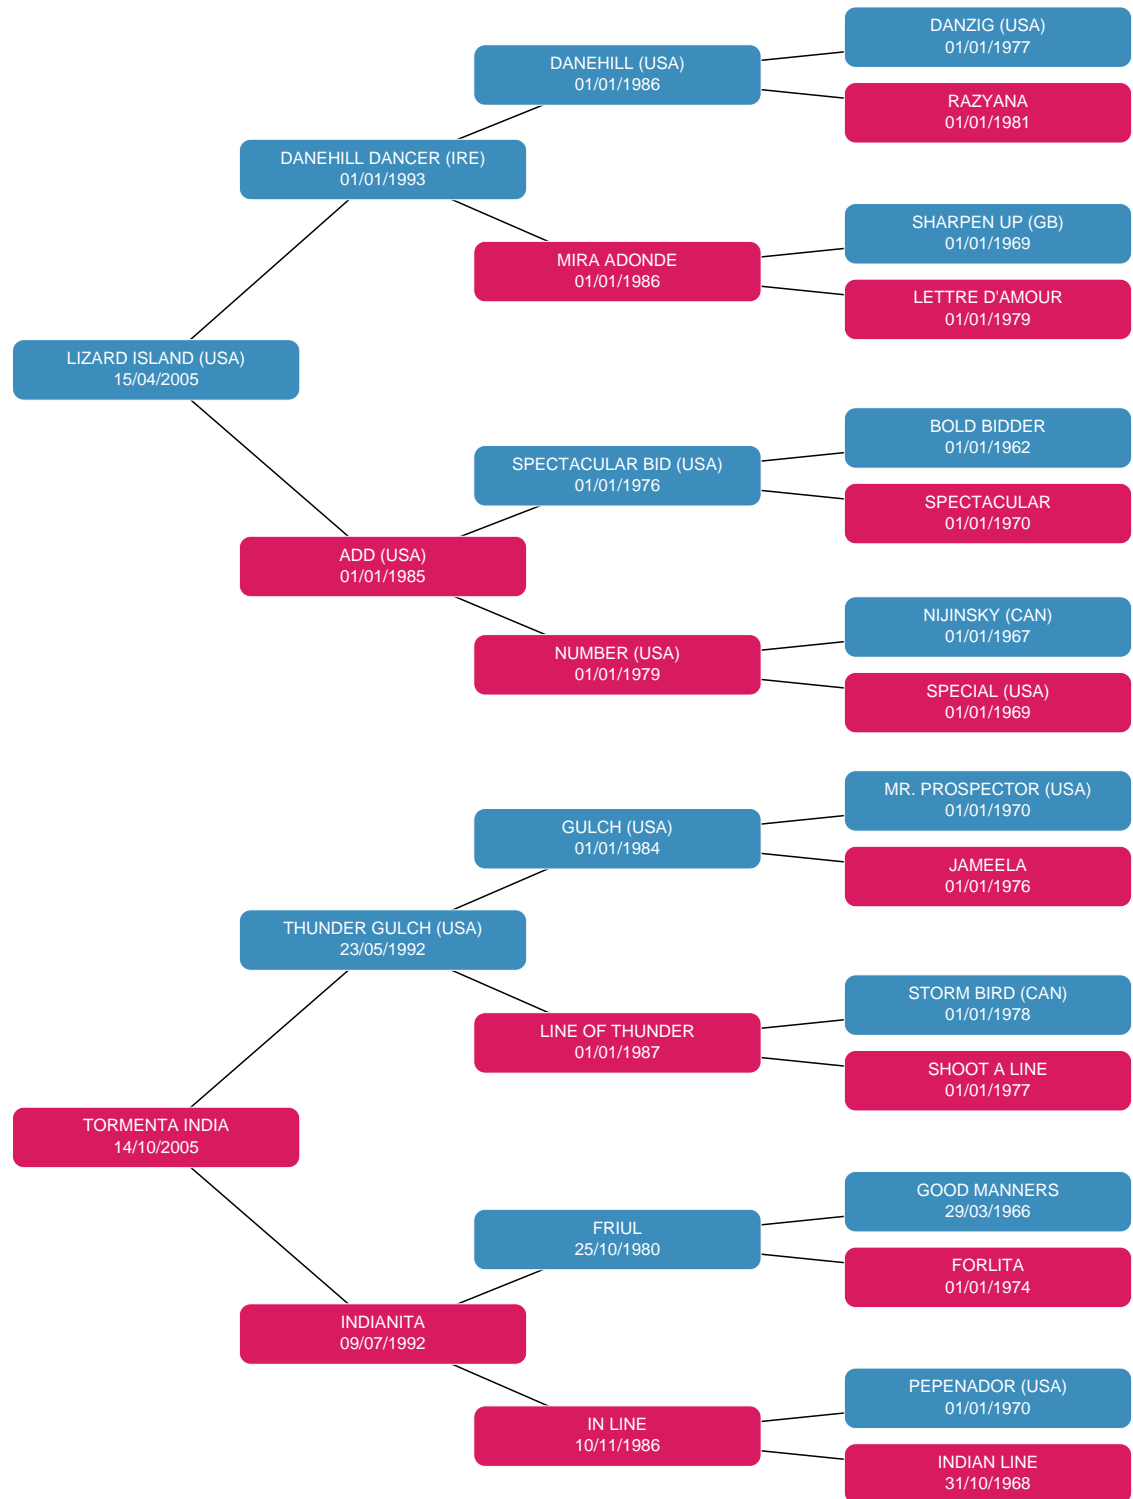 DANZIG (USA)
01/01/1977
DANEHILL (USA)
01/01/1986
RAZYANA
01/01/1981
DANEHILL DANCER (IRE)
01/01/1993
SHARPEN UP (GB)
01/01/1969
MIRA ADONDE
01/01/1986
LETTRE D'AMOUR
01/01/1979
LIZARD ISLAND (USA)
15/04/2005
BOLD BIDDER
01/01/1962
SPECTACULAR BID (USA)
01/01/1976
SPECTACULAR
01/01/1970
ADD (USA)
01/01/1985
NIJINSKY (CAN)
01/01/1967
NUMBER (USA)
01/01/1979
SPECIAL (USA)
01/01/1969
MR. PROSPECTOR (USA)
01/01/1970
GULCH (USA)
01/01/1984
JAMEELA
01/01/1976
THUNDER GULCH (USA)
23/05/1992
STORM BIRD (CAN)
01/01/1978
LINE OF THUNDER
01/01/1987
SHOOT A LINE
01/01/1977
TORMENTA INDIA
14/10/2005
GOOD MANNERS
29/03/1966
FRIUL
25/10/1980
FORLITA
01/01/1974
INDIANITA
09/07/1992
PEPENADOR (USA)
01/01/1970
IN LINE
10/11/1986
INDIAN LINE
31/10/1968